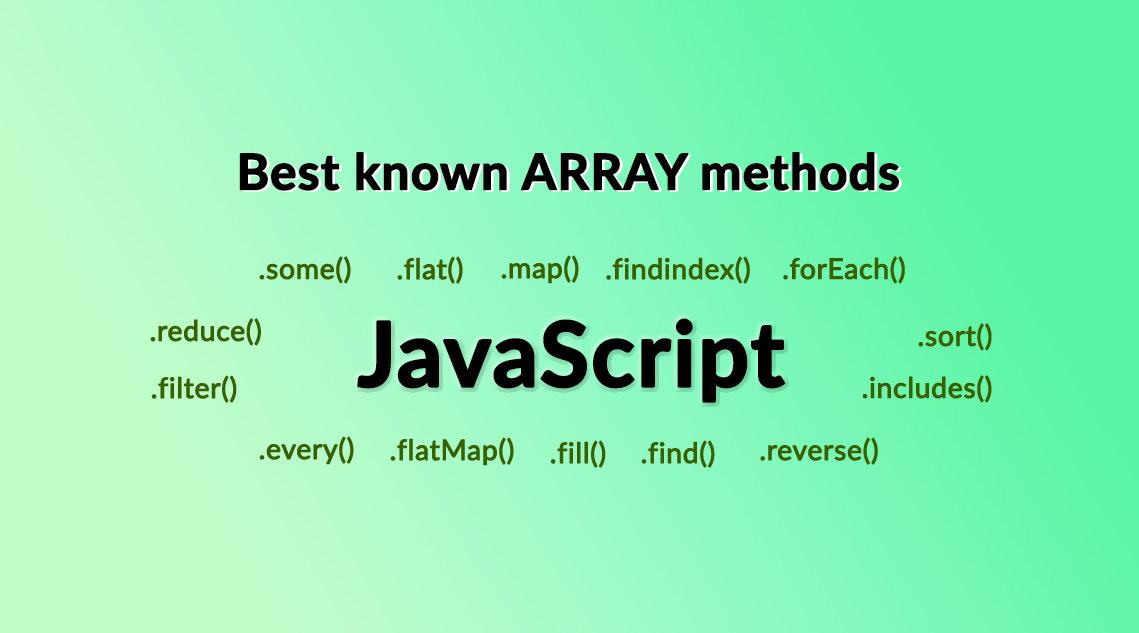 Best known ARRAY methods
.some() .flat() .map() .findindex() .forEach()
.reduce() JavaScript .sort()
.filter() .includes()
.every() .flatMap() .fill() .find() .reverse()